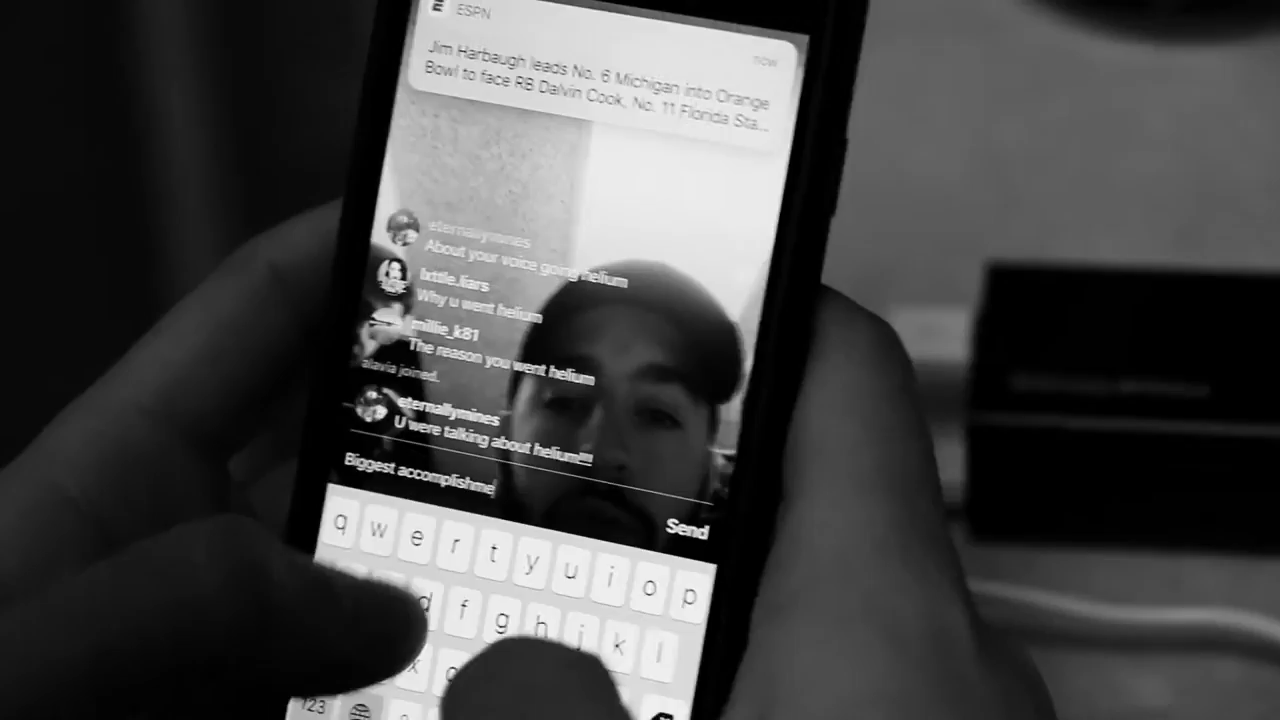 ESPN
now
Jim Harbaugh leads No. 6 Michigan into Orange
Bowl to face RB Dalvin Cook, No. 11 Florida Sta...
eternallymines
About your voice going helium
lxttle.liars
Why u went helium
millie_k81
The reason you went helium
alavia joined.
eternallymines
U were talking about helium!!!!
Biggest accomplishme
Send
q w e r t y u i o p
d f g h j k l
x c
123